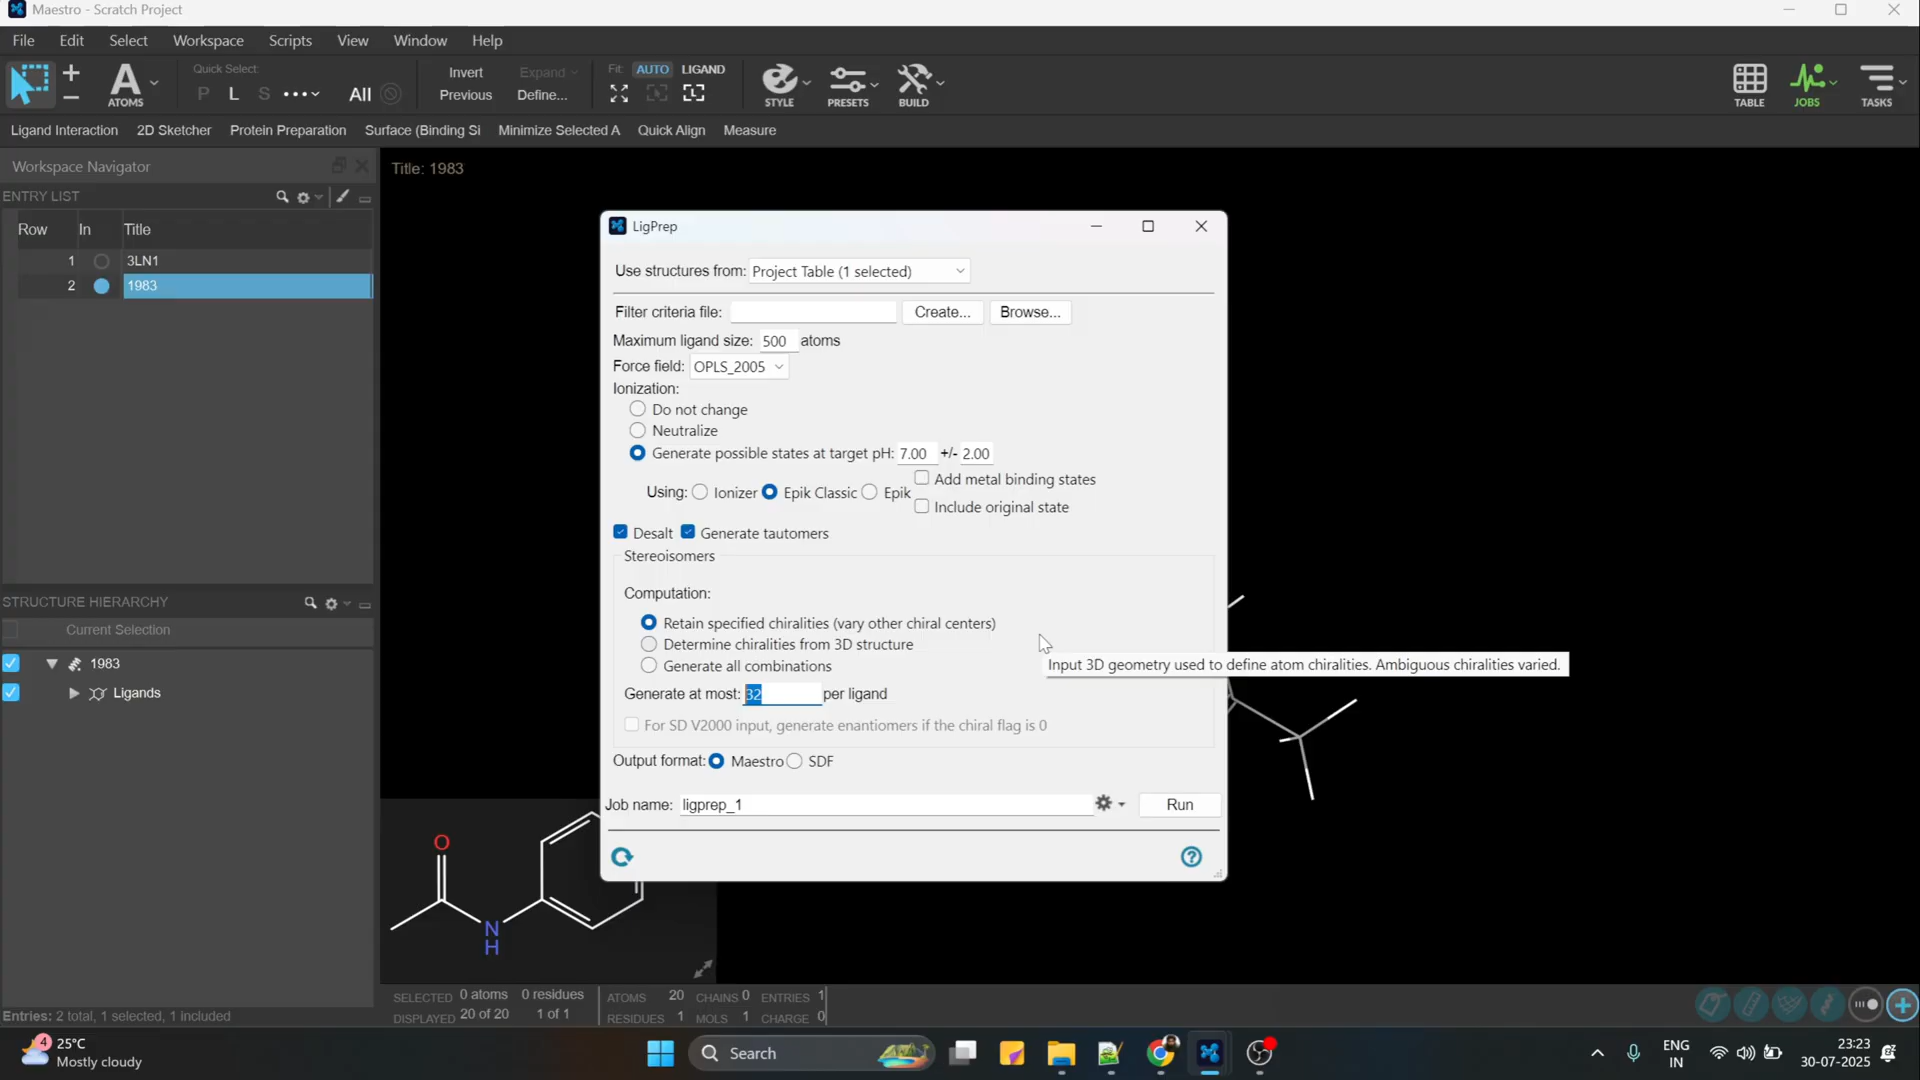 Maestro - Scratch Project
File Edit Select Workspace Scripts View Window Help
ATOMS
Quick Select:
P L S All
Invert
Previous
Expand
Define...
Fit: AUTO LIGAND
STYLE PRESETS BUILD
TABLE JOBS TASKS
Ligand Interaction 2D Sketcher Protein Preparation Surface (Binding Si Minimize Selected A Quick Align Measure
Workspace Navigator
ENTRY LIST
Row In Title
1 3LN1
2 1983
STRUCTURE HIERARCHY
Current Selection
1983
Ligands
Entries: 2 total, 1 selected, 1 included
Title: 1983
LigPrep
Use structures from: Project Table (1 selected)
Filter criteria file: Create... Browse...
Maximum ligand size: 500 atoms
Force field: OPLS_2005
Ionization:
Do not change
Neutralize
Generate possible states at target pH: 7.00 +/- 2.00
Using: Ionizer Epik Classic Epik
Add metal binding states
Include original state
Desalt Generate tautomers
Stereoisomers
Computation:
Retain specified chiralities (vary other chiral centers)
Determine chiralities from 3D structure
Generate all combinations
Input 3D geometry used to define atom chiralities. Ambiguous chiralities varied.
Generate at most: 32 per ligand
For SD V2000 input, generate enantiomers if the chiral flag is 0
Output format: Maestro SDF
Job name: ligprep_1 Run
O
N
H
SELECTED 0 atoms 0 residues
DISPLAYED 20 of 20 1 of 1
ATOMS 20 CHAINS 0 ENTRIES 1
RESIDUES 1 MOLS 1 CHARGE 0
4
25°C
Mostly cloudy
Search
ENG
IN
23:23
30-07-2025